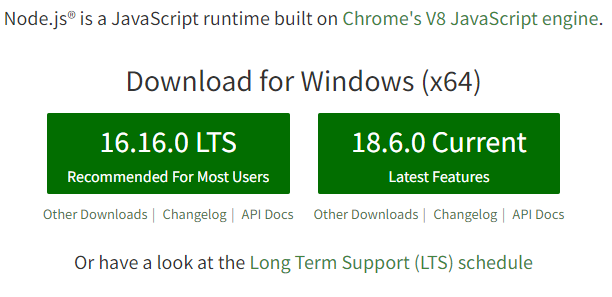 Node.js® is a JavaScript runtime built on Chrome's V8 JavaScript engine.
Download for Windows (x64)
16.16.0 LTS
Recommended For Most Users
18.6.0 Current
Latest Features
Other Downloads | Changelog | API Docs
Other Downloads | Changelog | API Docs
Or have a look at the Long Term Support (LTS) schedule